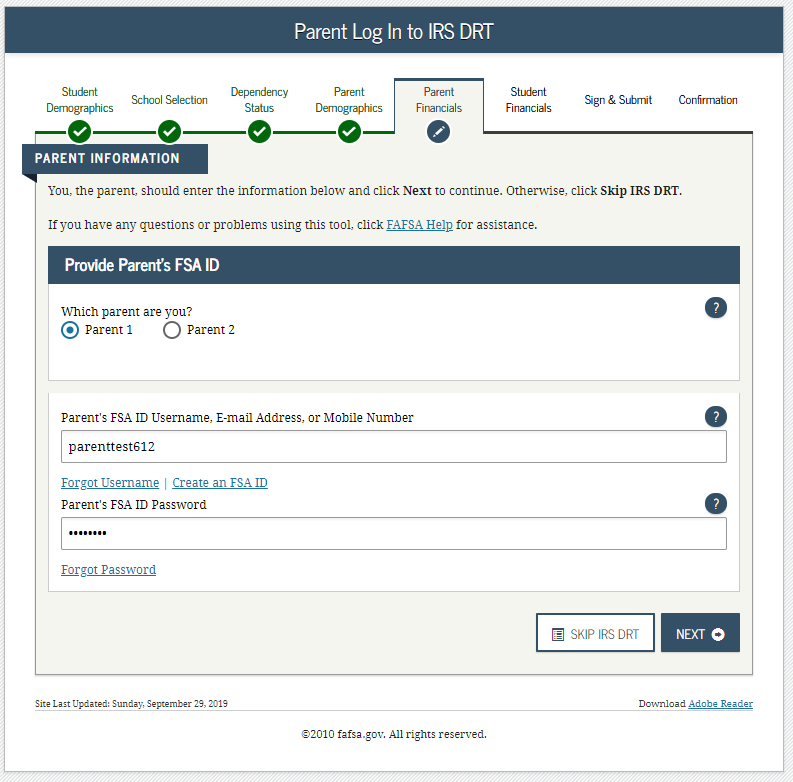 Parent Log In to IRS DRT
Student Demographics
School Selection
Dependency Status
Parent Demographics
Parent Financials
Student Financials
Sign & Submit
Confirmation
PARENT INFORMATION
You, the parent, should enter the information below and click Next to continue. Otherwise, click Skip IRS DRT.
If you have any questions or problems using this tool, click FAFSA Help for assistance.
Provide Parent's FSA ID
Which parent are you?
?
Parent 1 Parent 2
Parent's FSA ID Username, E-mail Address, or Mobile Number
?
parenttest612
Forgot Username | Create an FSA ID
Parent's FSA ID Password
?
••••••••
Forgot Password
SKIP IRS DRT
NEXT
Site Last Updated: Sunday, September 29, 2019
Download Adobe Reader
©2010 fafsa.gov. All rights reserved.